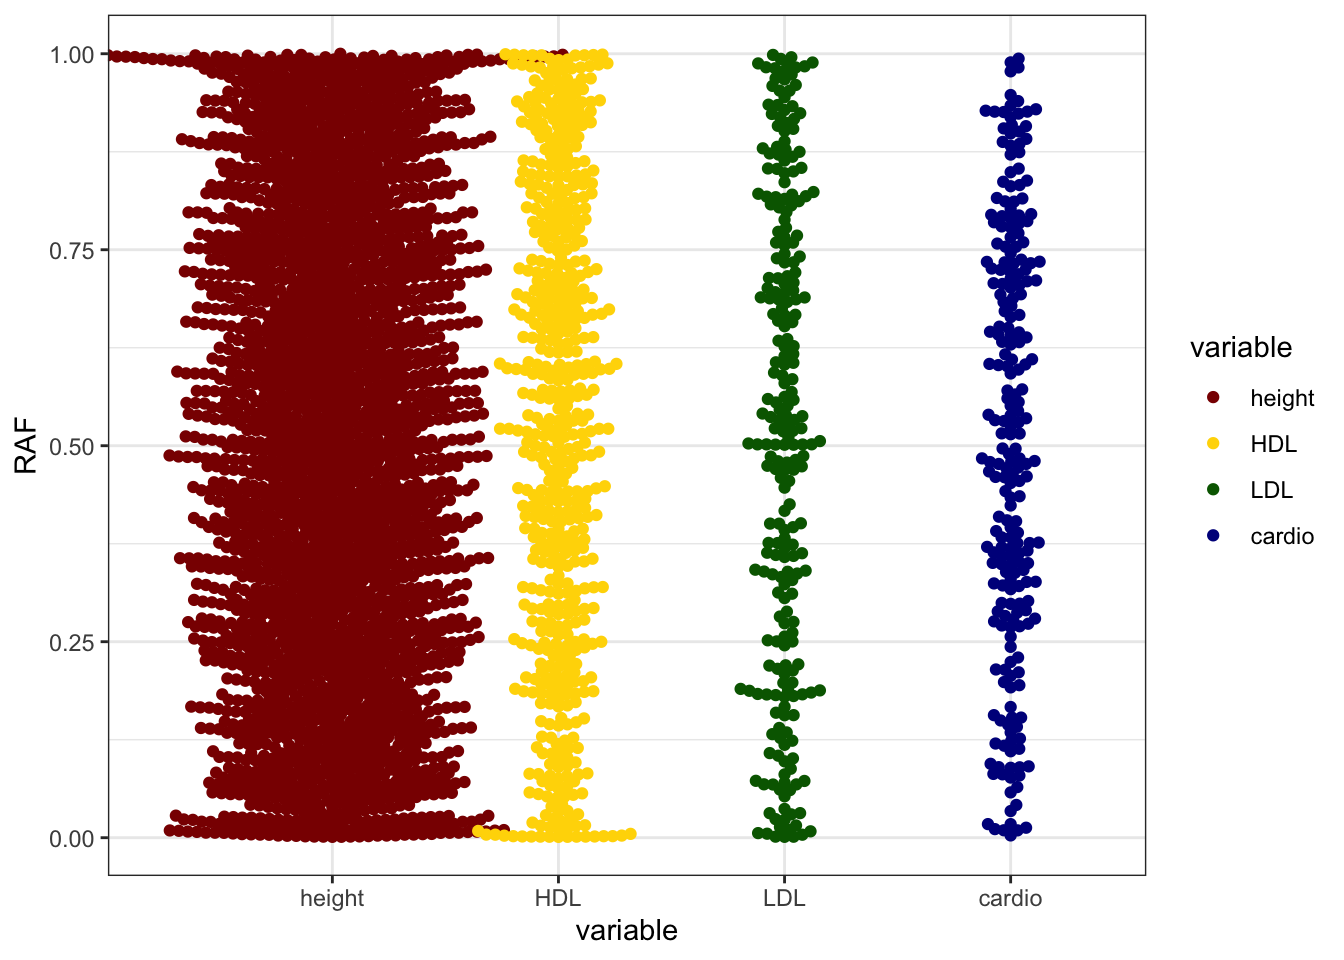 1.00
0.75
0.50
0.25
0.00
RAF
height
HDL
LDL
cardio
variable
variable
height
HDL
LDL
cardio